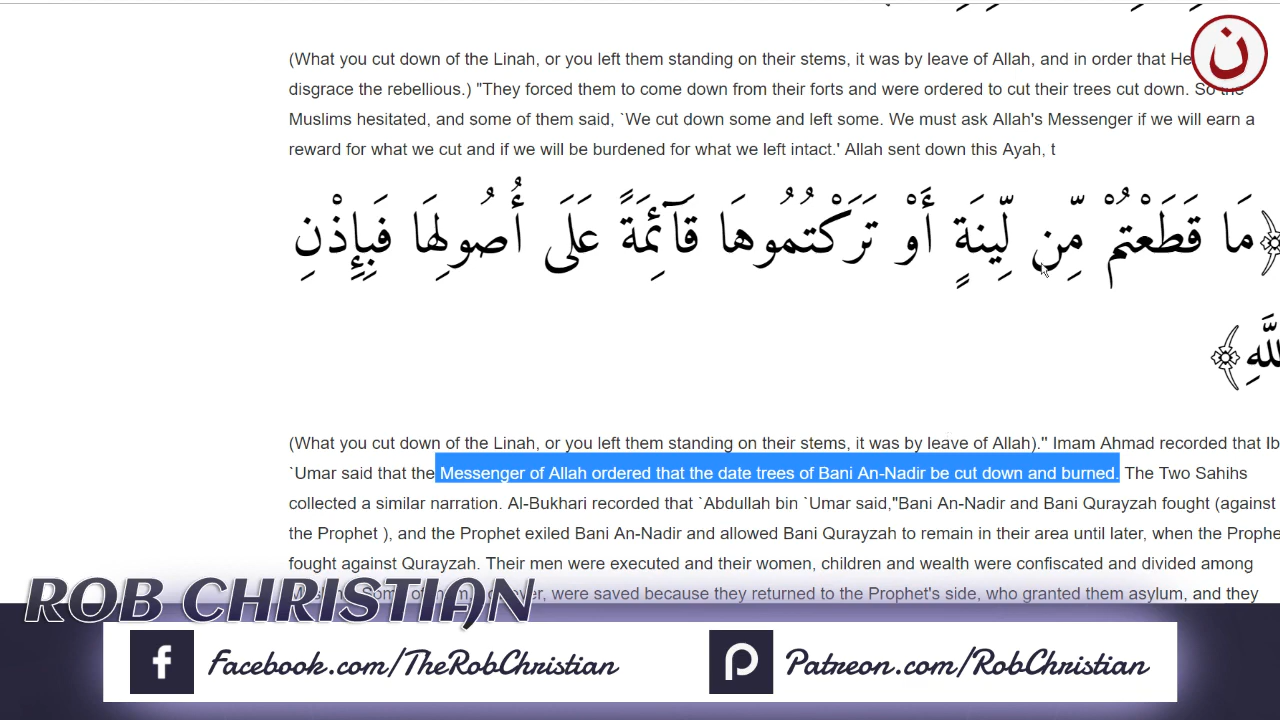 (What you cut down of the Linah, or you left them standing on their stems, it was by leave of Allah, and in order that He
disgrace the rebellious.) "They forced them to come down from their forts and were ordered to cut their trees cut down. So the
Muslims hesitated, and some of them said, `We cut down some and left some. We must ask Allah's Messenger if we will earn a
reward for what we cut and if we will be burdened for what we left intact.' Allah sent down this Ayah, t
ن
﴿مَا قَطَعْتُمْ مِّن لِّينَةٍ أَوْ تَرَكْتُمُوهَا قَآئِمَةً عَلَى أُصُولِهَا فَبِإِذْنِ
اللَّهِ﴾
(What you cut down of the Linah, or you left them standing on their stems, it was by leave of Allah)." Imam Ahmad recorded that Ib
`Umar said that the Messenger of Allah ordered that the date trees of Bani An-Nadir be cut down and burned. The Two Sahihs
collected a similar narration. Al-Bukhari recorded that `Abdullah bin `Umar said,"Bani An-Nadir and Bani Qurayzah fought (against
the Prophet ), and the Prophet exiled Bani An-Nadir and allowed Bani Qurayzah to remain in their area until later, when the Prophe
fought against Qurayzah. Their men were executed and their women, children and wealth were confiscated and divided among
were saved because they returned to the Prophet's side, who granted them asylum, and they
ROB CHRISTIAN
f Facebook.com/TheRobChristian
Patreon.com/RobChristian